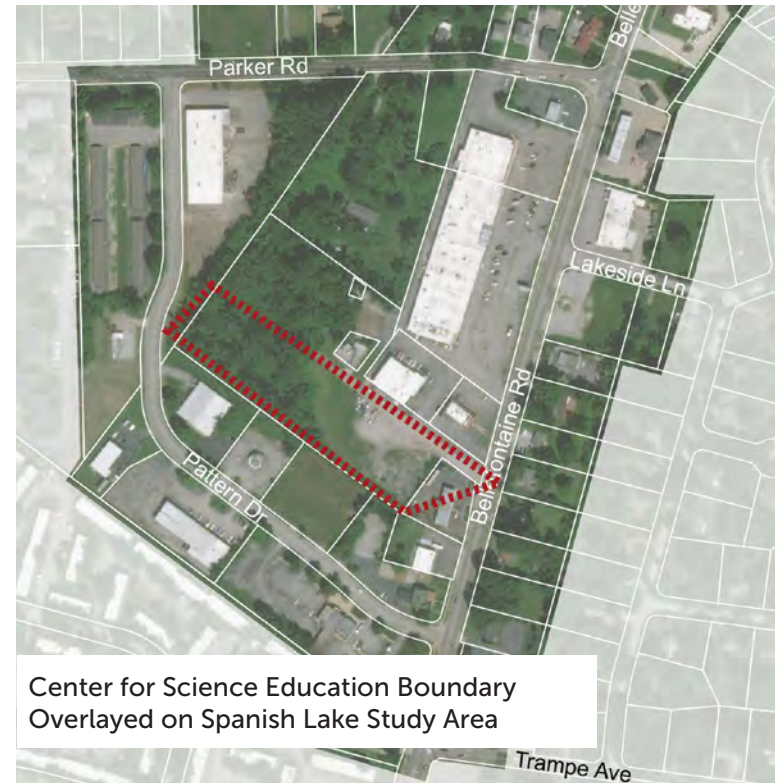 Parker Rd
Belle
Lakeside Ln
Bellefontaine Rd
Pattern Dr
Center for Science Education Boundary
Overlayed on Spanish Lake Study Area
Trampe Ave